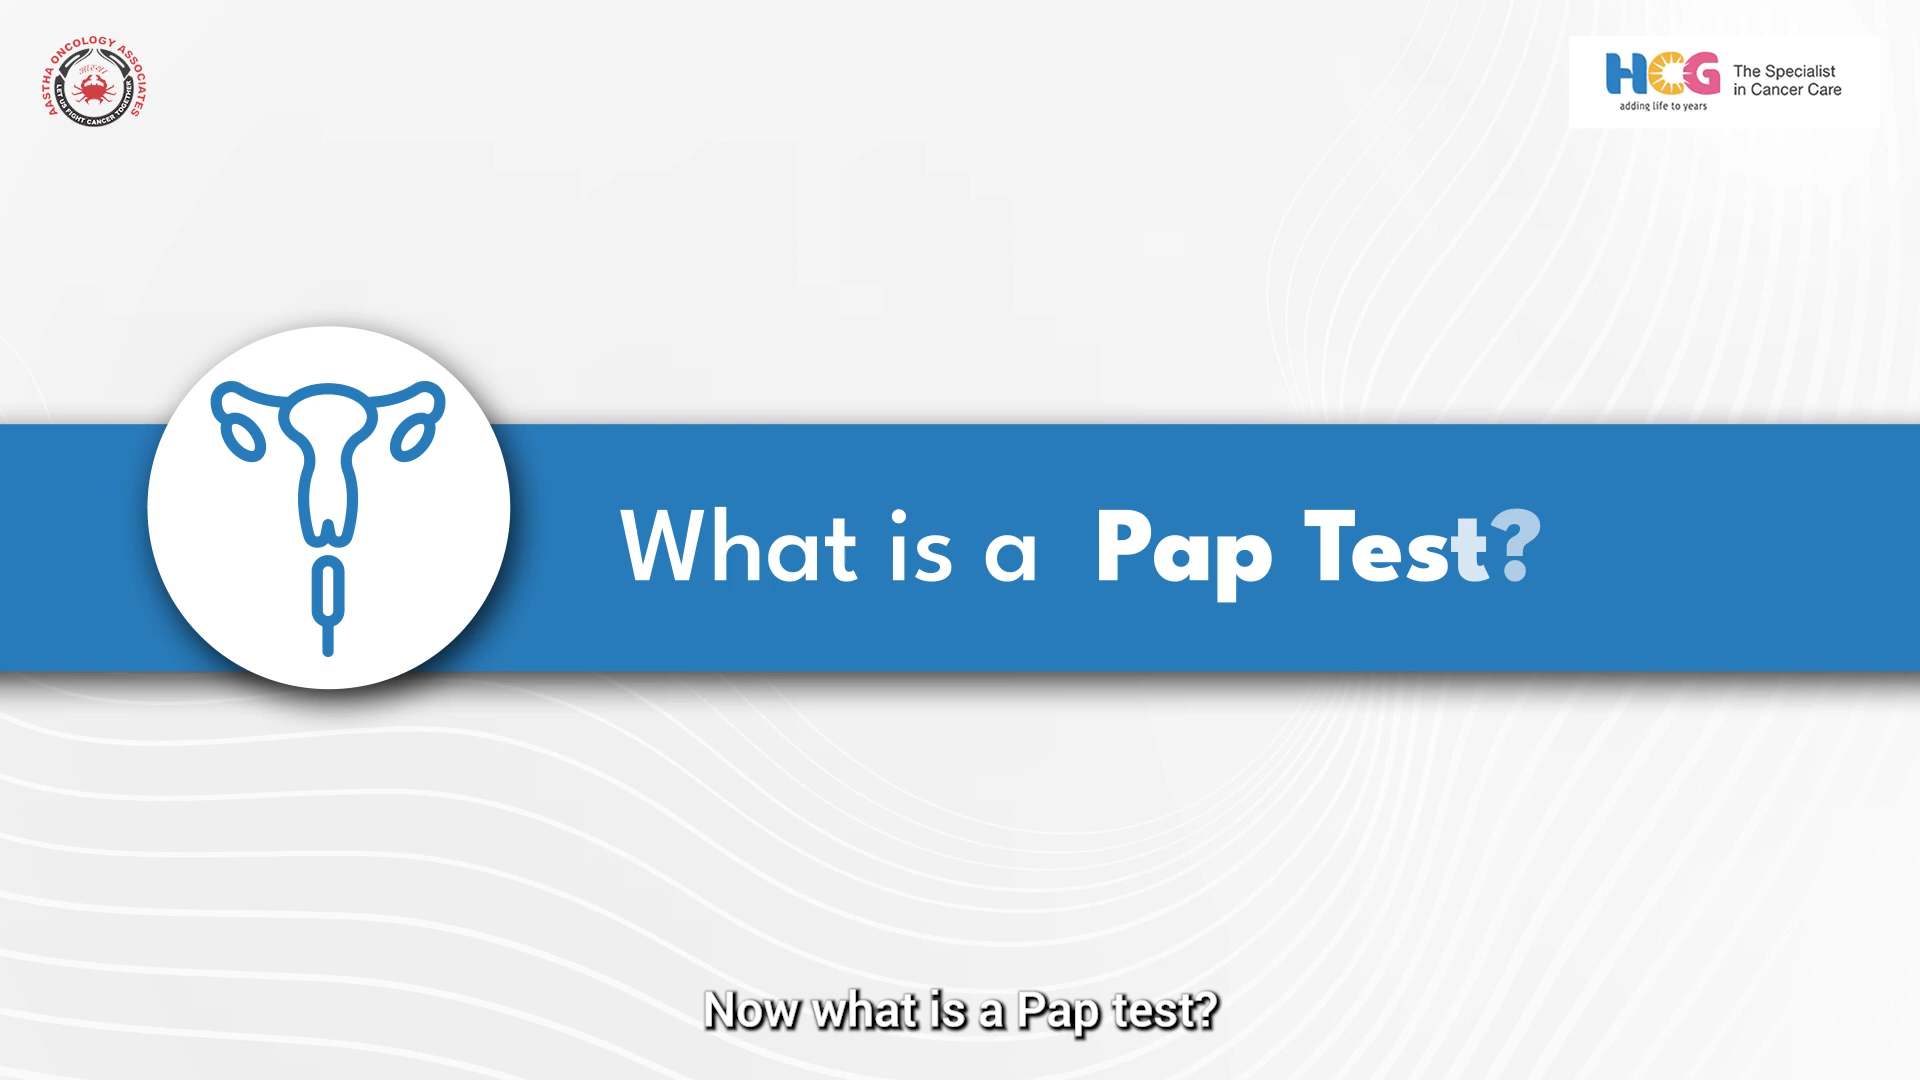 AASTHA ONCOLOGY ASSOCIATES
आस्था
LET US FIGHT CANCER TOGETHER
HCG
adding life to years
The Specialist
in Cancer Care
What is a Pap Test?
Now what is a Pap test?